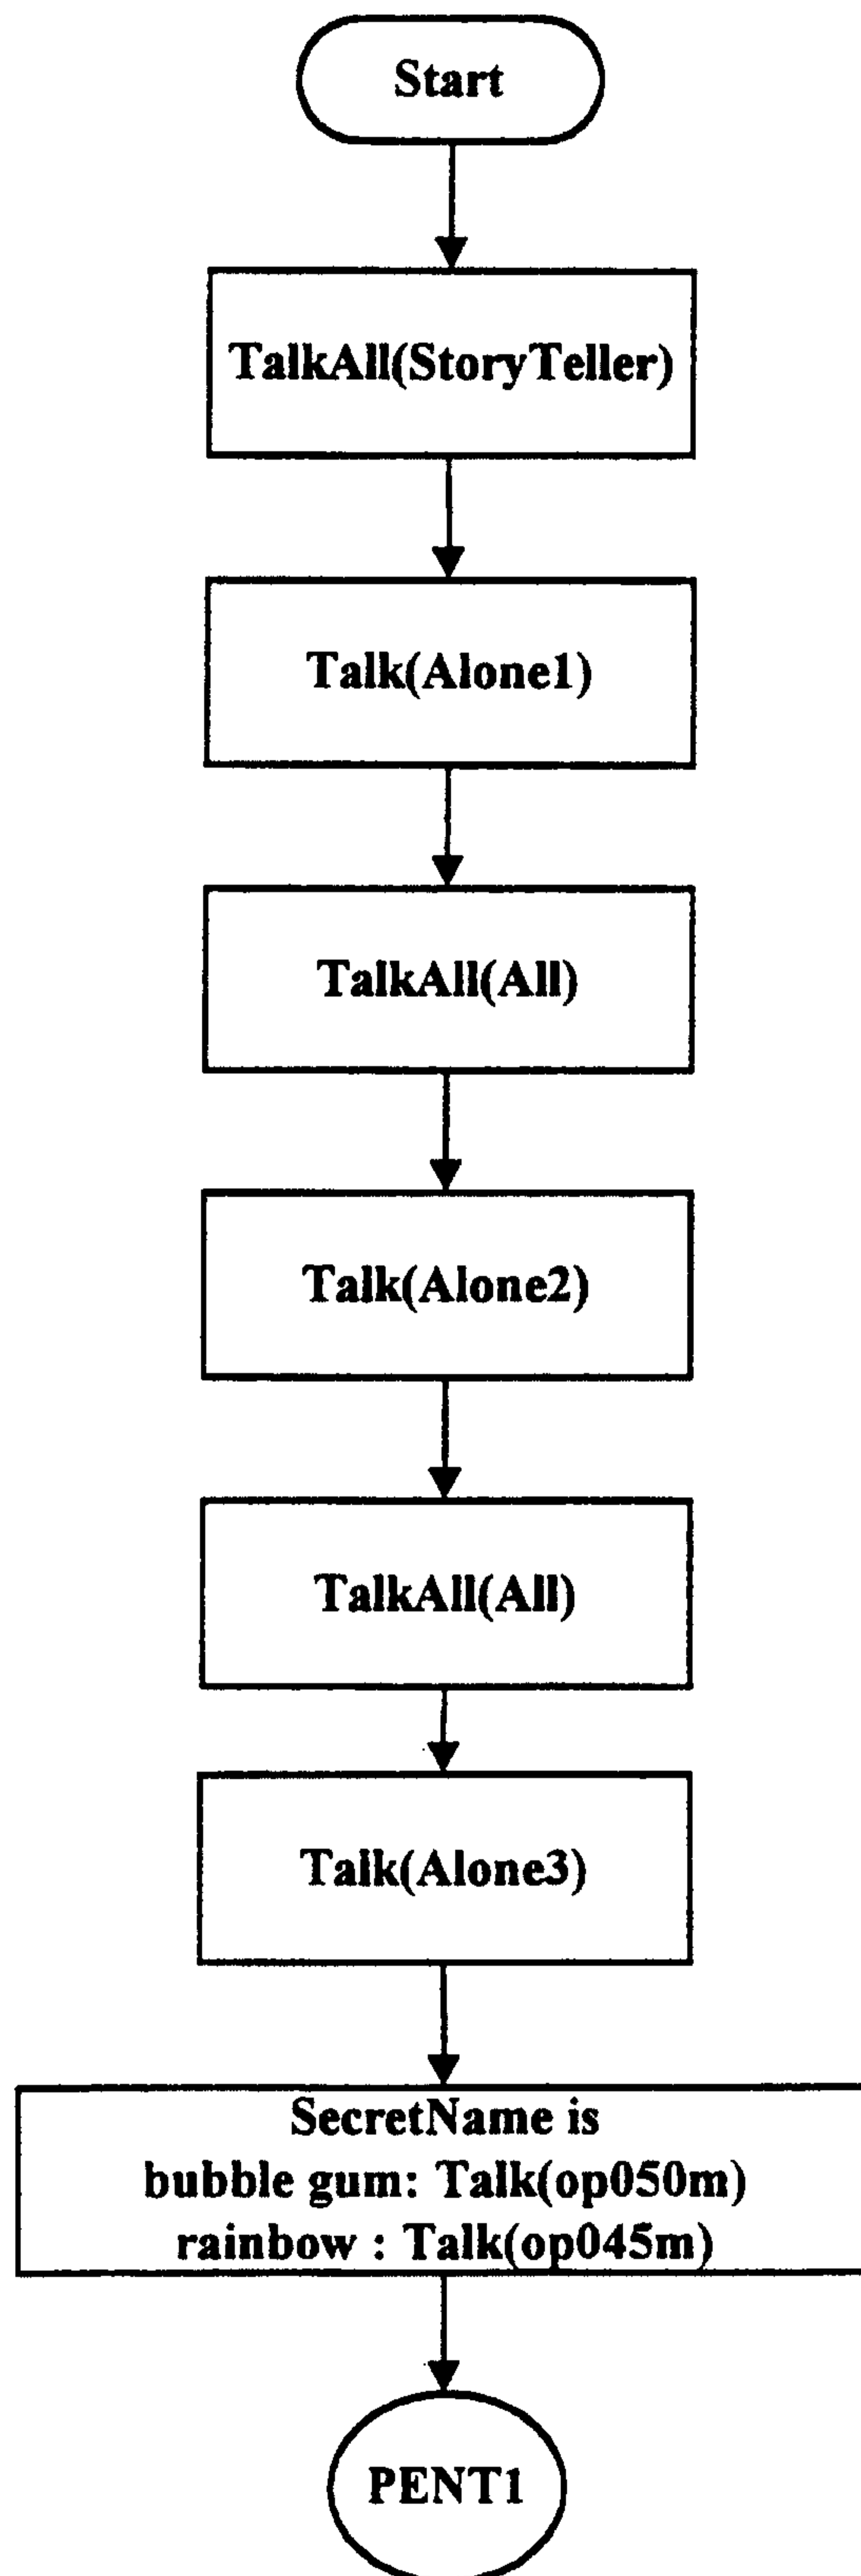 Start
TalkAll(StoryTeller)
Talk(Alone1)
TalkAll(All)
Talk(Alone2)
TalkAll(All)
Talk(Alone3)
SecretName is
bubble gum: Talk(op050m)
rainbow : Talk(op045m)
PENT1